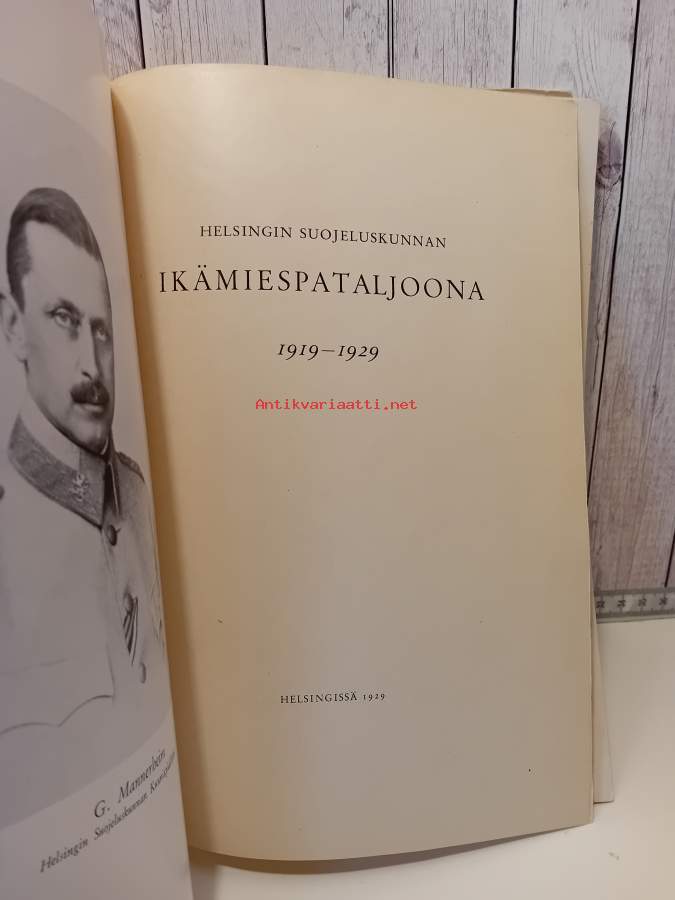 G. Mannerheim
Helsingin Suojeluskunnan
HELSINGIN SUOJELUSKUNNAN
IKÄMIESPATALJOONA
1919–1929
Antikvariaatti.net
HELSINGISSÄ 1929